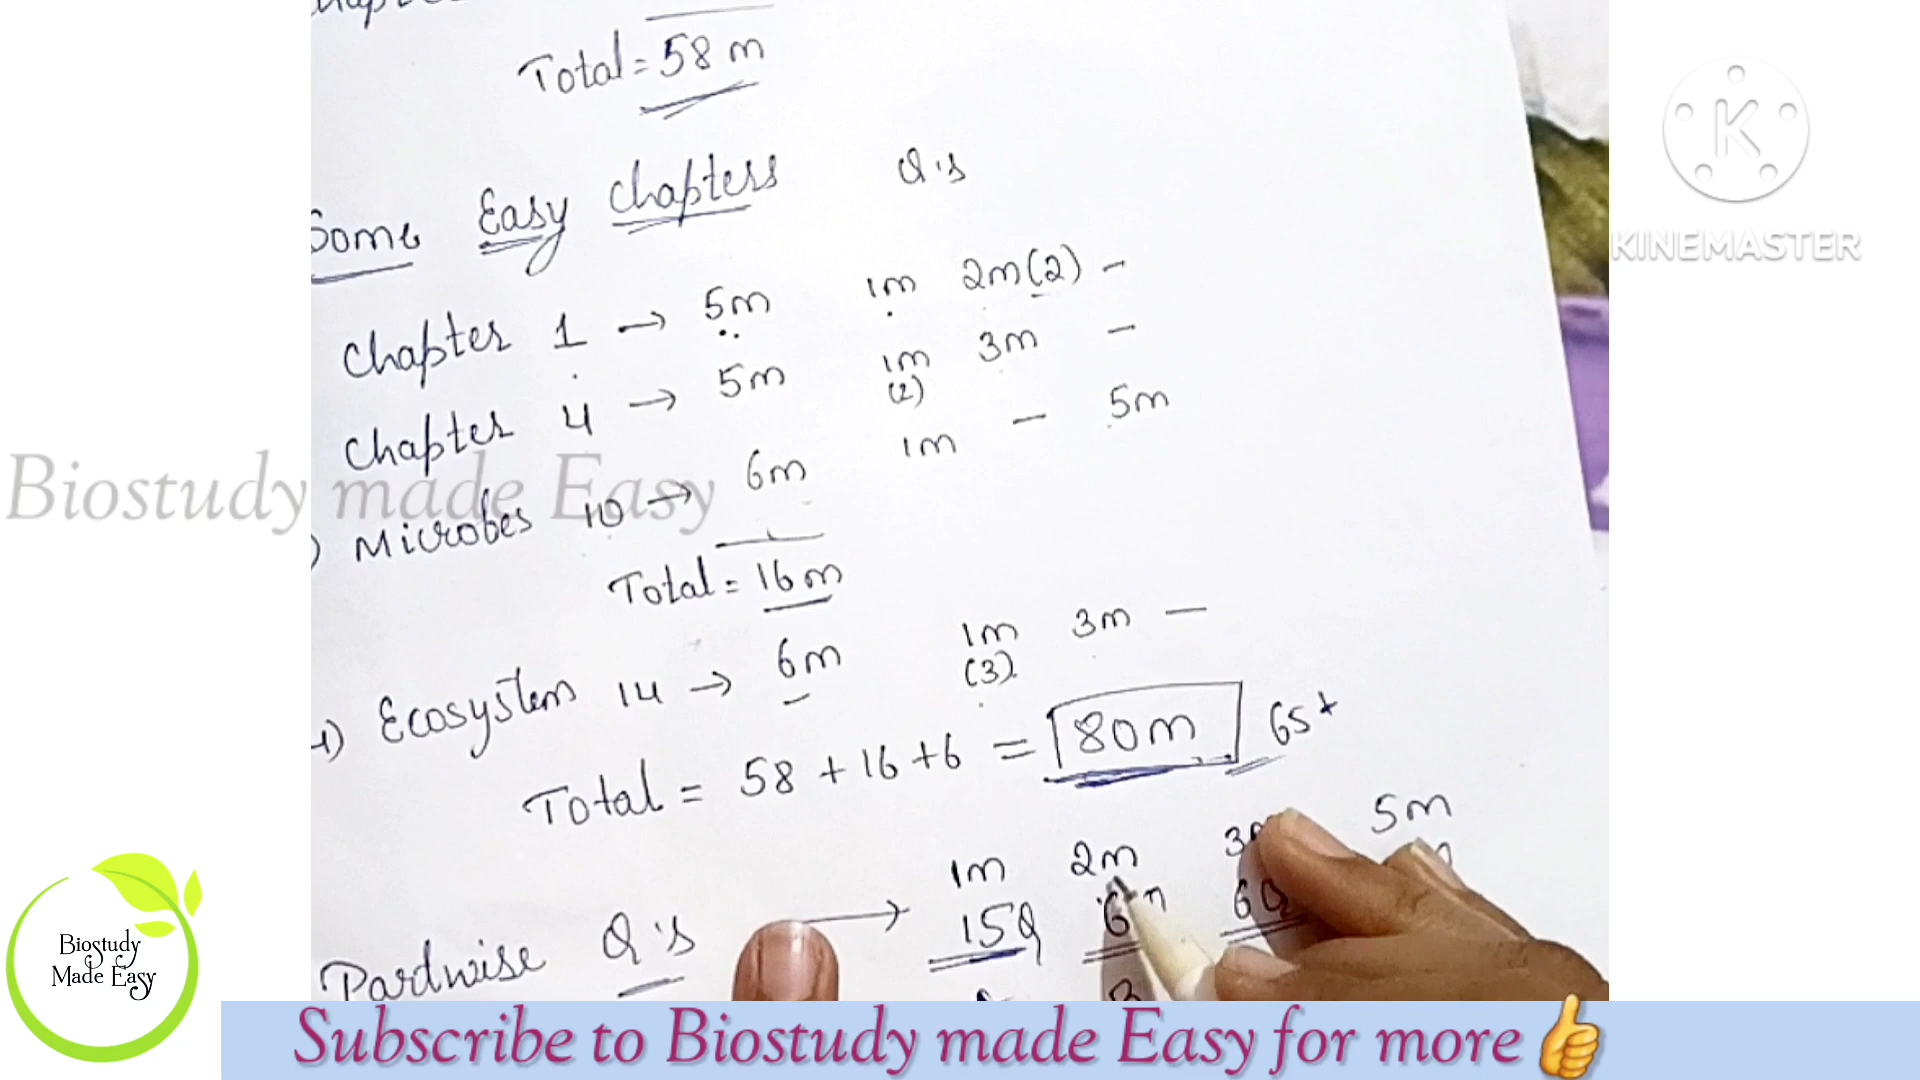 Total = 58 m
Some Easy Chapters Q's
Chapter 1 → 5m 1m 2m(2) -
Chapter 4 → 5m 1m 3m -
(2)
) Microbes 10 → 6m 1m - 5m
Total = 16m
4) Ecosystem 14 → 6m 1m 3m -
(3)
Total = 58 + 16 + 6 = 80m 65+
1m 2m 5m
Partwise Q's → 15Q 6Q
Biostudy made Easy
KINEMASTER
Biostudy
Made Easy
Subscribe to Biostudy made Easy for more